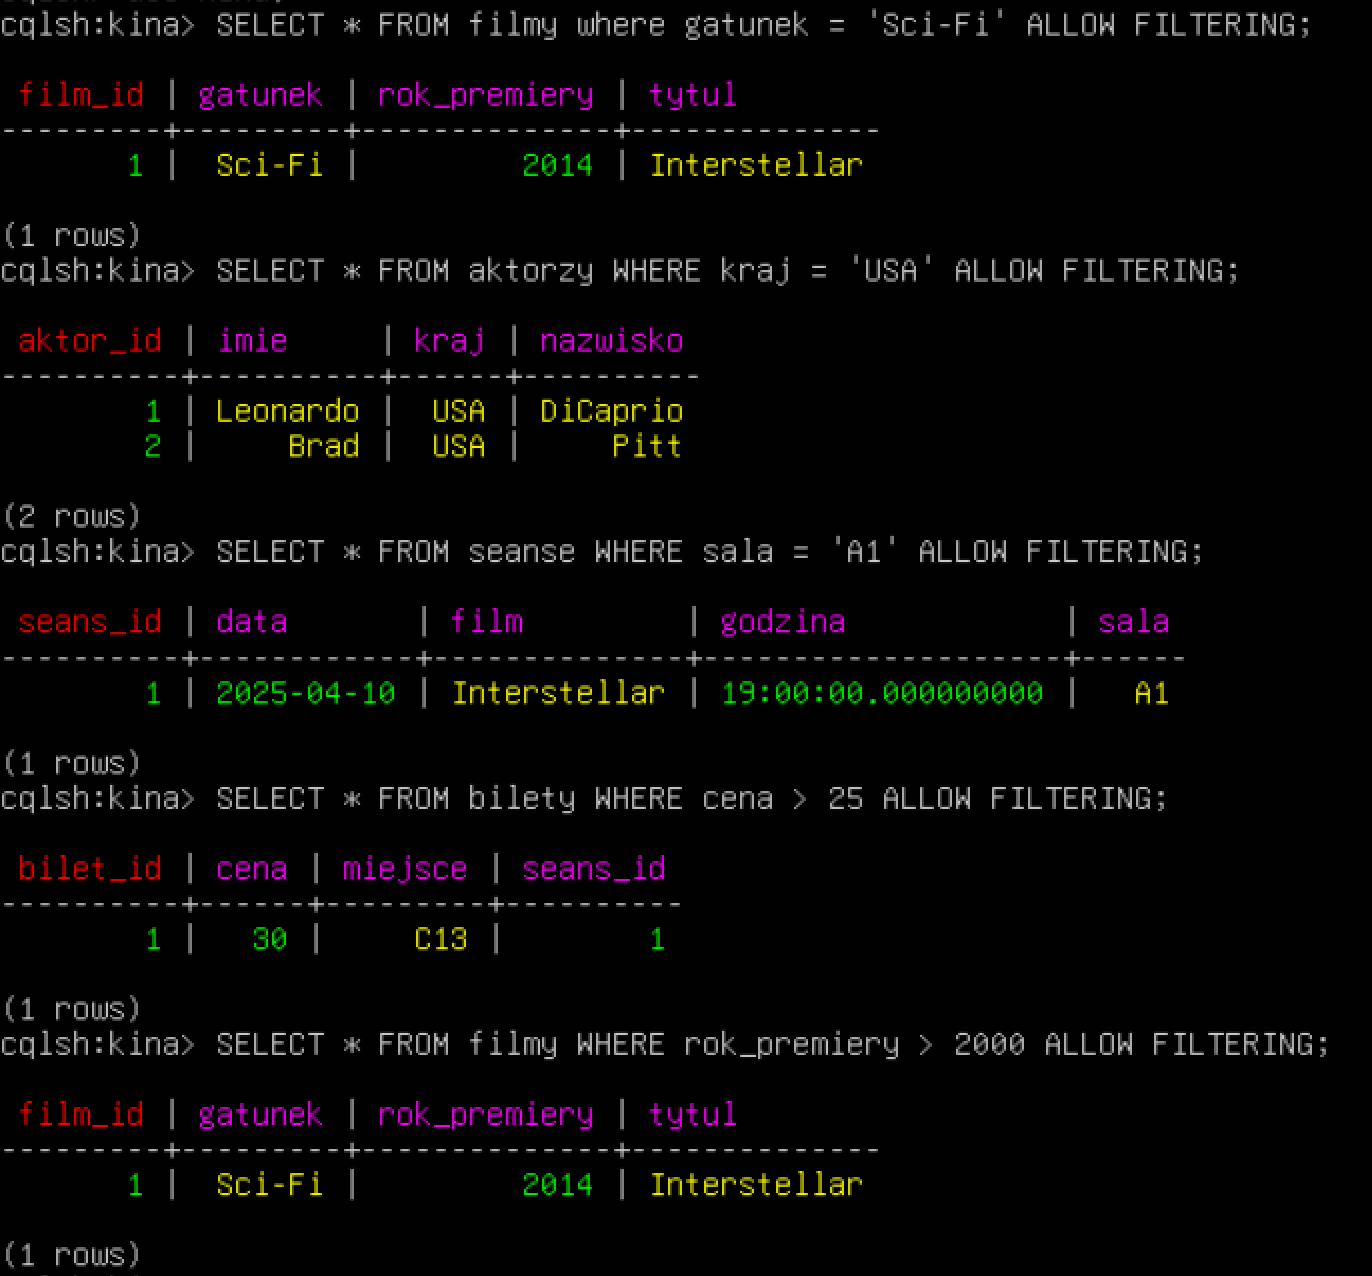 cqlsh:kina> SELECT * FROM filmy where gatunek = 'Sci-Fi' ALLOW FILTERING;
 film_id | gatunek | rok_premiery | tytul
---------+---------+--------------+--------------
       1 |  Sci-Fi |         2014 | Interstellar
(1 rows)
cqlsh:kina> SELECT * FROM aktorzy WHERE kraj = 'USA' ALLOW FILTERING;
 aktor_id | imie     | kraj | nazwisko
----------+----------+------+----------
        1 | Leonardo |  USA | DiCaprio
        2 |     Brad |  USA |     Pitt
(2 rows)
cqlsh:kina> SELECT * FROM seanse WHERE sala = 'A1' ALLOW FILTERING;
 seans_id | data       | film         | godzina            | sala
----------+------------+--------------+--------------------+------
        1 | 2025-04-10 | Interstellar | 19:00:00.000000000 |   A1
(1 rows)
cqlsh:kina> SELECT * FROM bilety WHERE cena > 25 ALLOW FILTERING;
 bilet_id | cena | miejsce | seans_id
----------+------+---------+----------
        1 |   30 |     C13 |        1
(1 rows)
cqlsh:kina> SELECT * FROM filmy WHERE rok_premiery > 2000 ALLOW FILTERING;
 film_id | gatunek | rok_premiery | tytul
---------+---------+--------------+--------------
       1 |  Sci-Fi |         2014 | Interstellar
(1 rows)